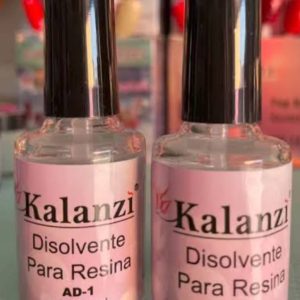 Kalanzi®
Disolvente
Para Resina
AD-1
Kalanzi®
Disolvente
Para Resina